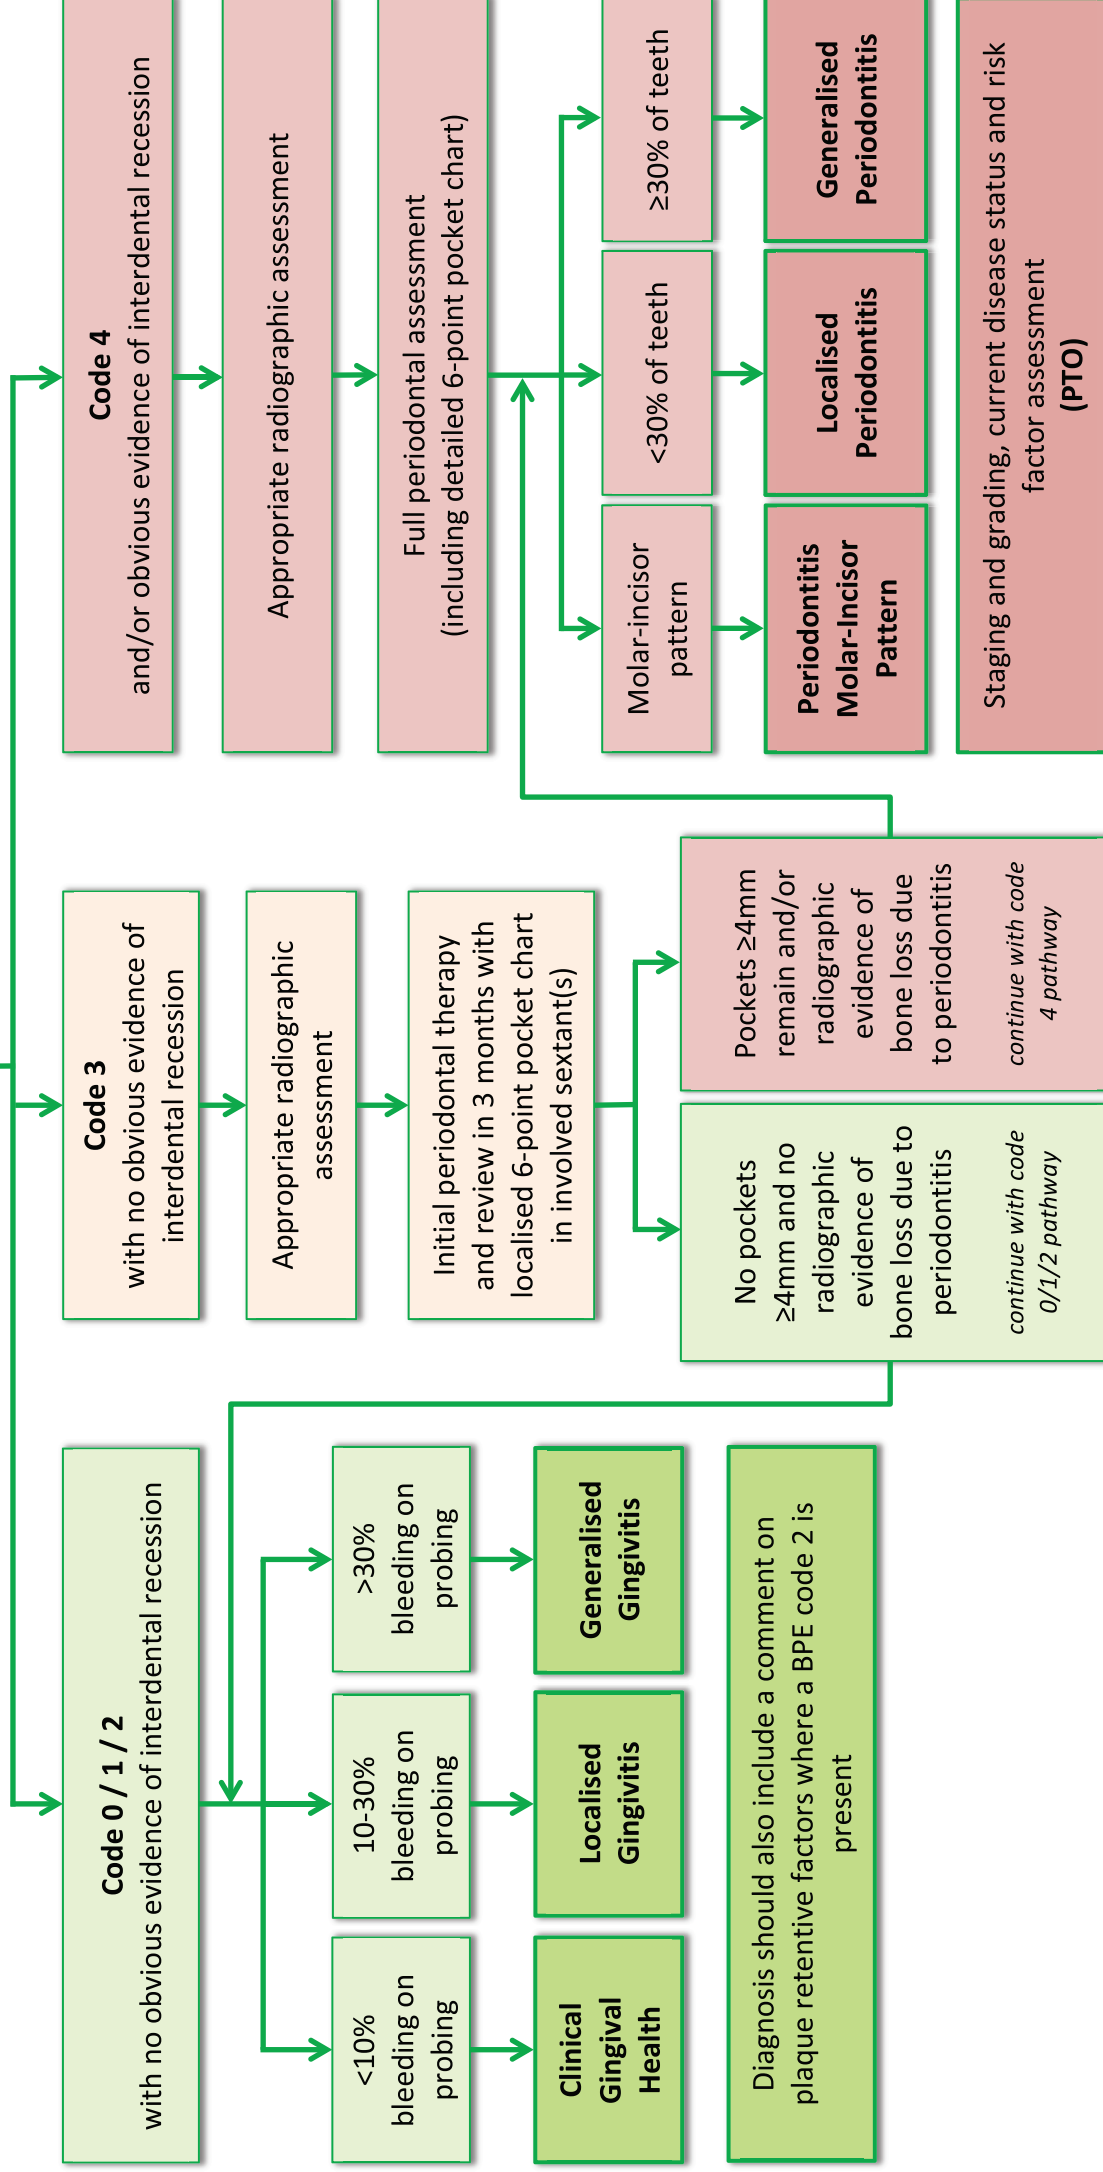 Code 0 / 1 / 2
with no obvious evidence of interdental recession
<10%
bleeding on
probing
10-30%
bleeding on
probing
>30%
bleeding on
probing
Clinical
Gingival
Health
Localised
Gingivitis
Generalised
Gingivitis
Diagnosis should also include a comment on
plaque retentive factors where a BPE code 2 is
present
Code 3
with no obvious evidence of
interdental recession
Appropriate radiographic
assessment
Initial periodontal therapy
and review in 3 months with
localised 6-point pocket chart
in involved sextant(s)
No pockets
≥4mm and no
radiographic
evidence of
bone loss due to
periodontitis
continue with code
0/1/2 pathway
Pockets ≥4mm
remain and/or
radiographic
evidence of
bone loss due
to periodontitis
continue with code
4 pathway
Code 4
and/or obvious evidence of interdental recession
Appropriate radiographic assessment
Full periodontal assessment
(including detailed 6-point pocket chart)
Molar-incisor
pattern
<30% of teeth
≥30% of teeth
Periodontitis
Molar-Incisor
Pattern
Localised
Periodontitis
Generalised
Periodontitis
Staging and grading, current disease status and risk
factor assessment
(PTO)